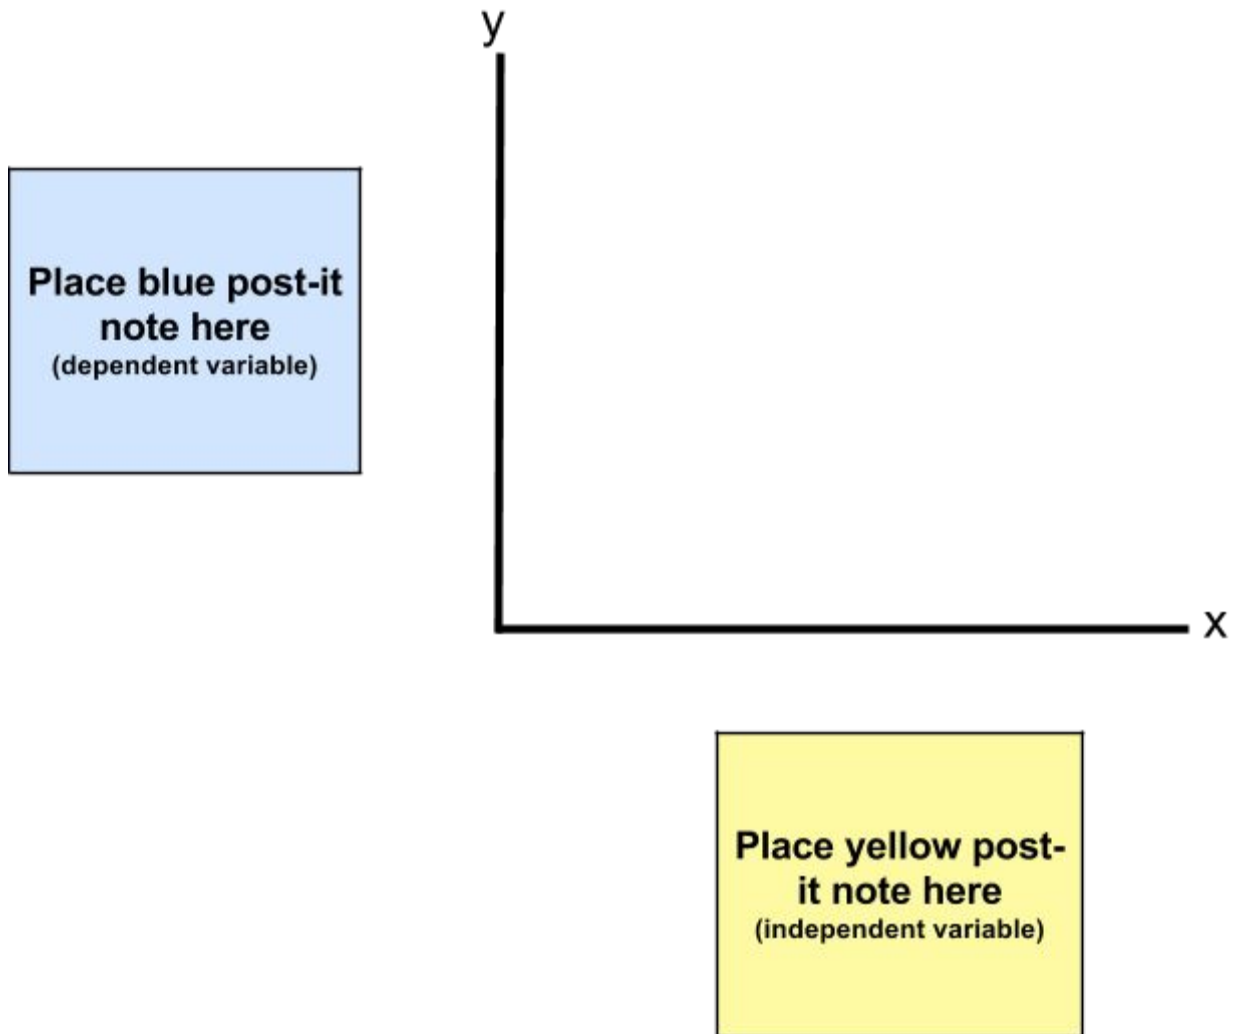 y
Place blue post-it
note here
(dependent variable)
x
Place yellow post-
it note here
(independent variable)